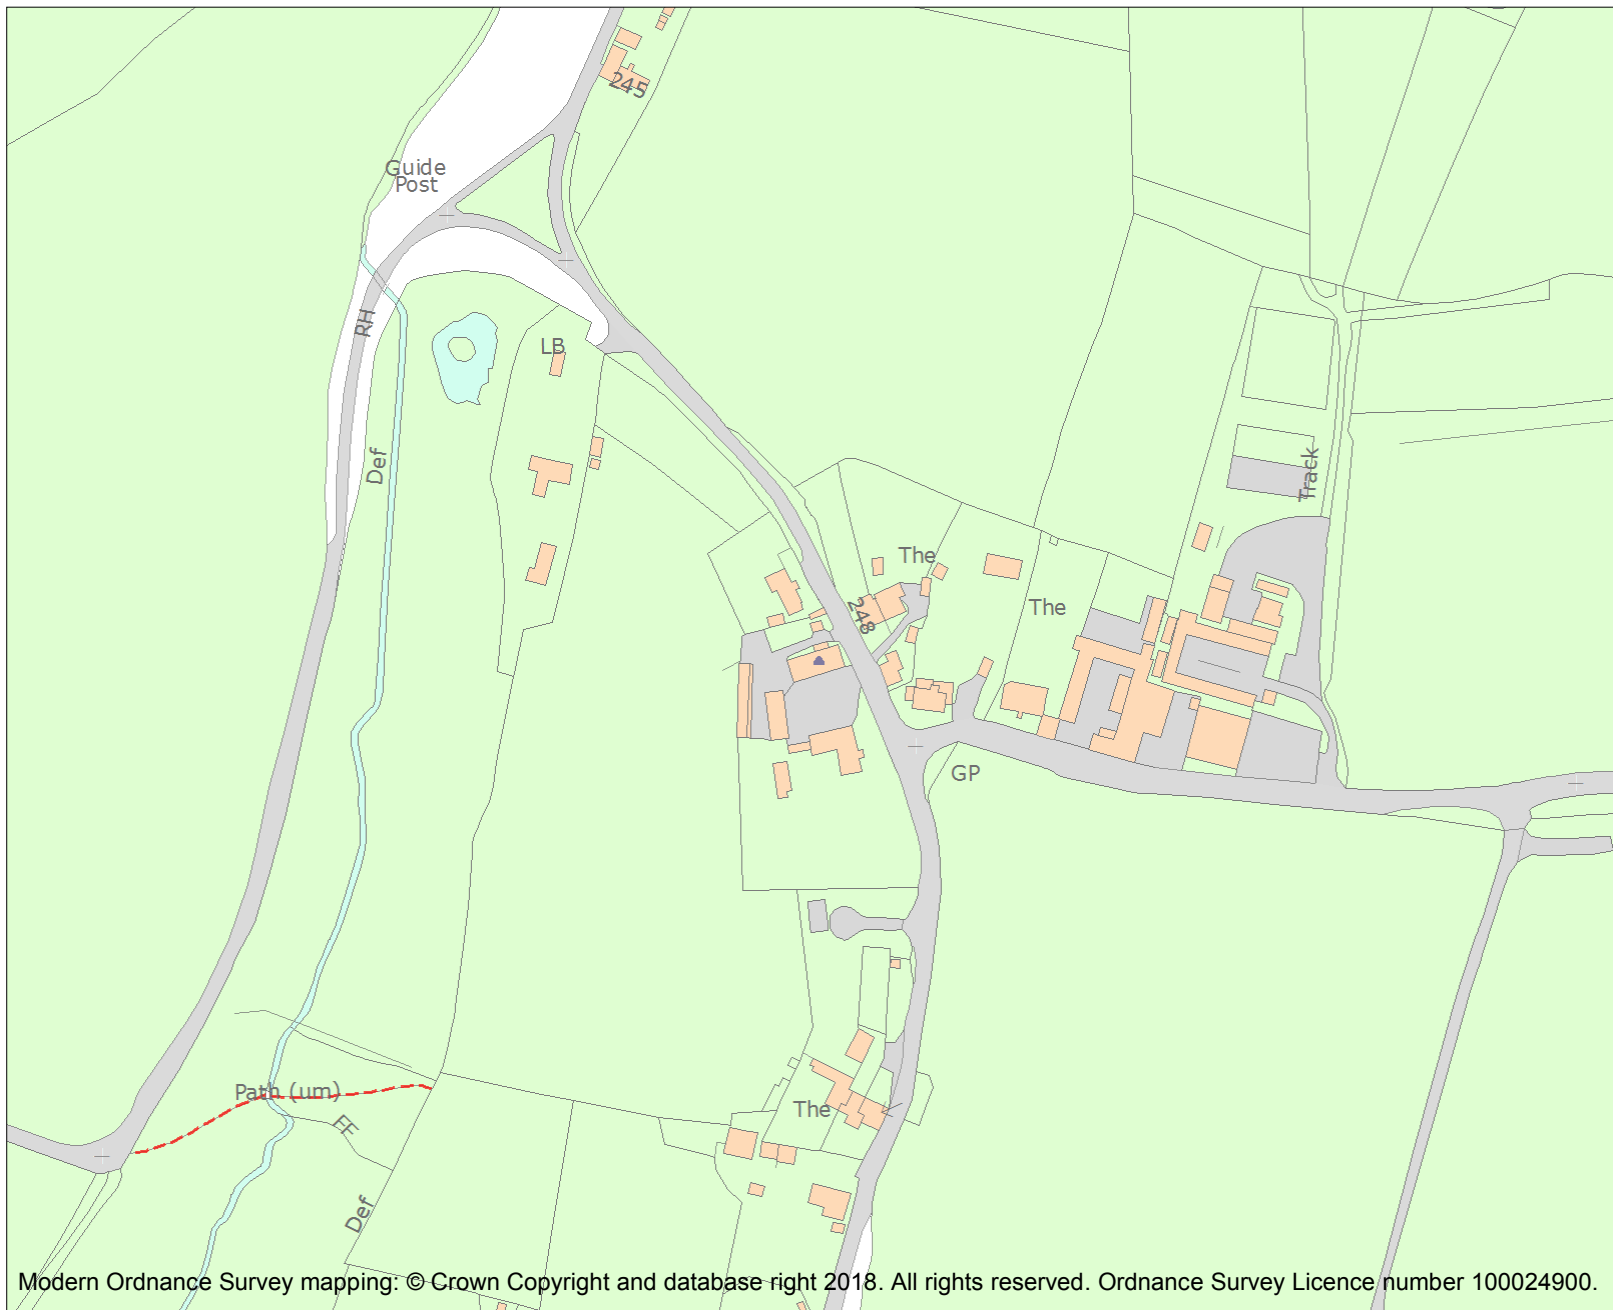 245
Guide
Post
RH
LB
Def
Track
The
248
The
GP
Path (um)
FF
The
Def
Modern Ordnance Survey mapping: © Crown Copyright and database right 2018. All rights reserved. Ordnance Survey Licence number 100024900.